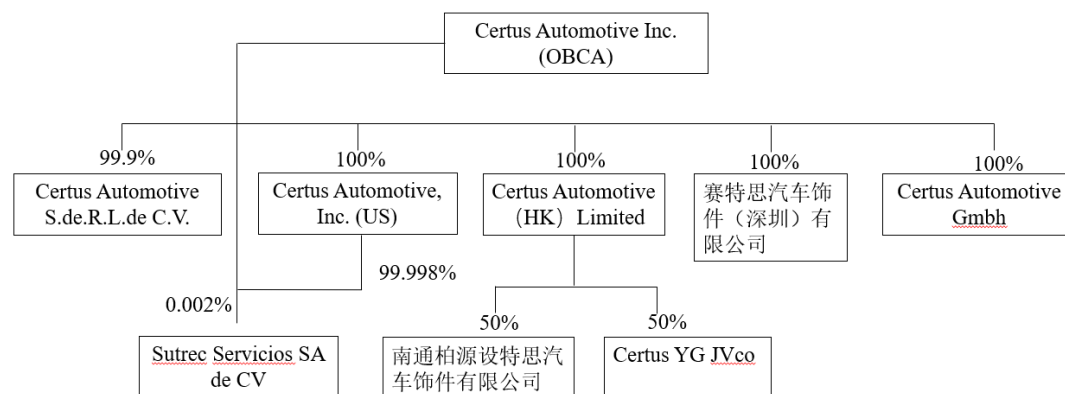 Certus Automotive Inc.
(OBCA)
99.9%
100%
100%
100%
100%
Certus Automotive
S.de.R.L.de C.V.
Certus Automotive,
Inc. (US)
Certus Automotive
（HK）Limited
赛特思汽车饰
件（深圳）有
限公司
Certus Automotive
Gmbh
99.998%
0.002%
50%
50%
Sutrec Servicios SA
de CV
南通柏源设特思汽
车饰件有限公司
Certus YG JVco